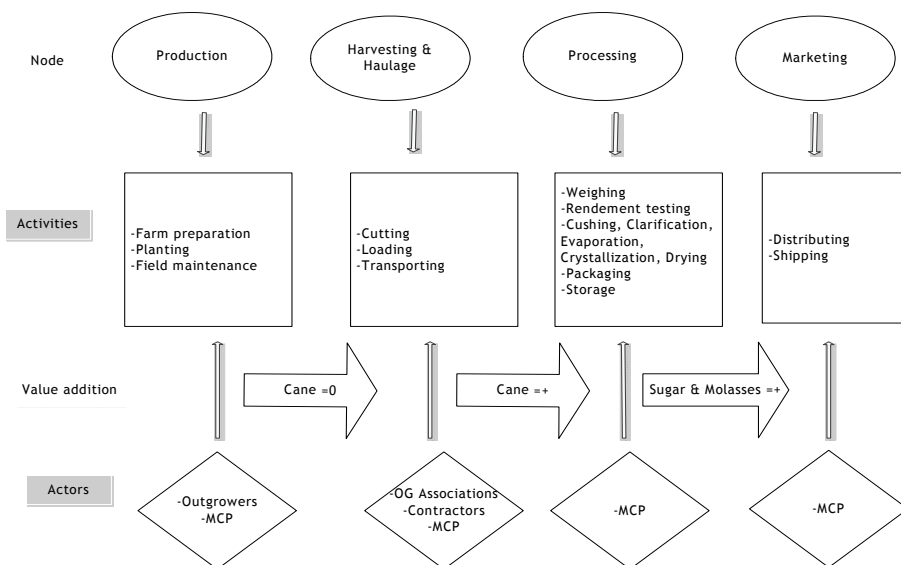 Node
Production
Harvesting &
Haulage
Processing
Marketing
Activities
-Farm preparation
-Planting
-Field maintenance
-Cutting
-Loading
-Transporting
-Weighing
-Rendement testing
-Cushing, Clarification,
Evaporation,
Crystallization, Drying
-Packaging
-Storage
-Distributing
-Shipping
Value addition
Cane =0
Cane =+
Sugar & Molasses =+
Actors
-Outgrowers
-MCP
-OG Associations
-Contractors
-MCP
-MCP
-MCP